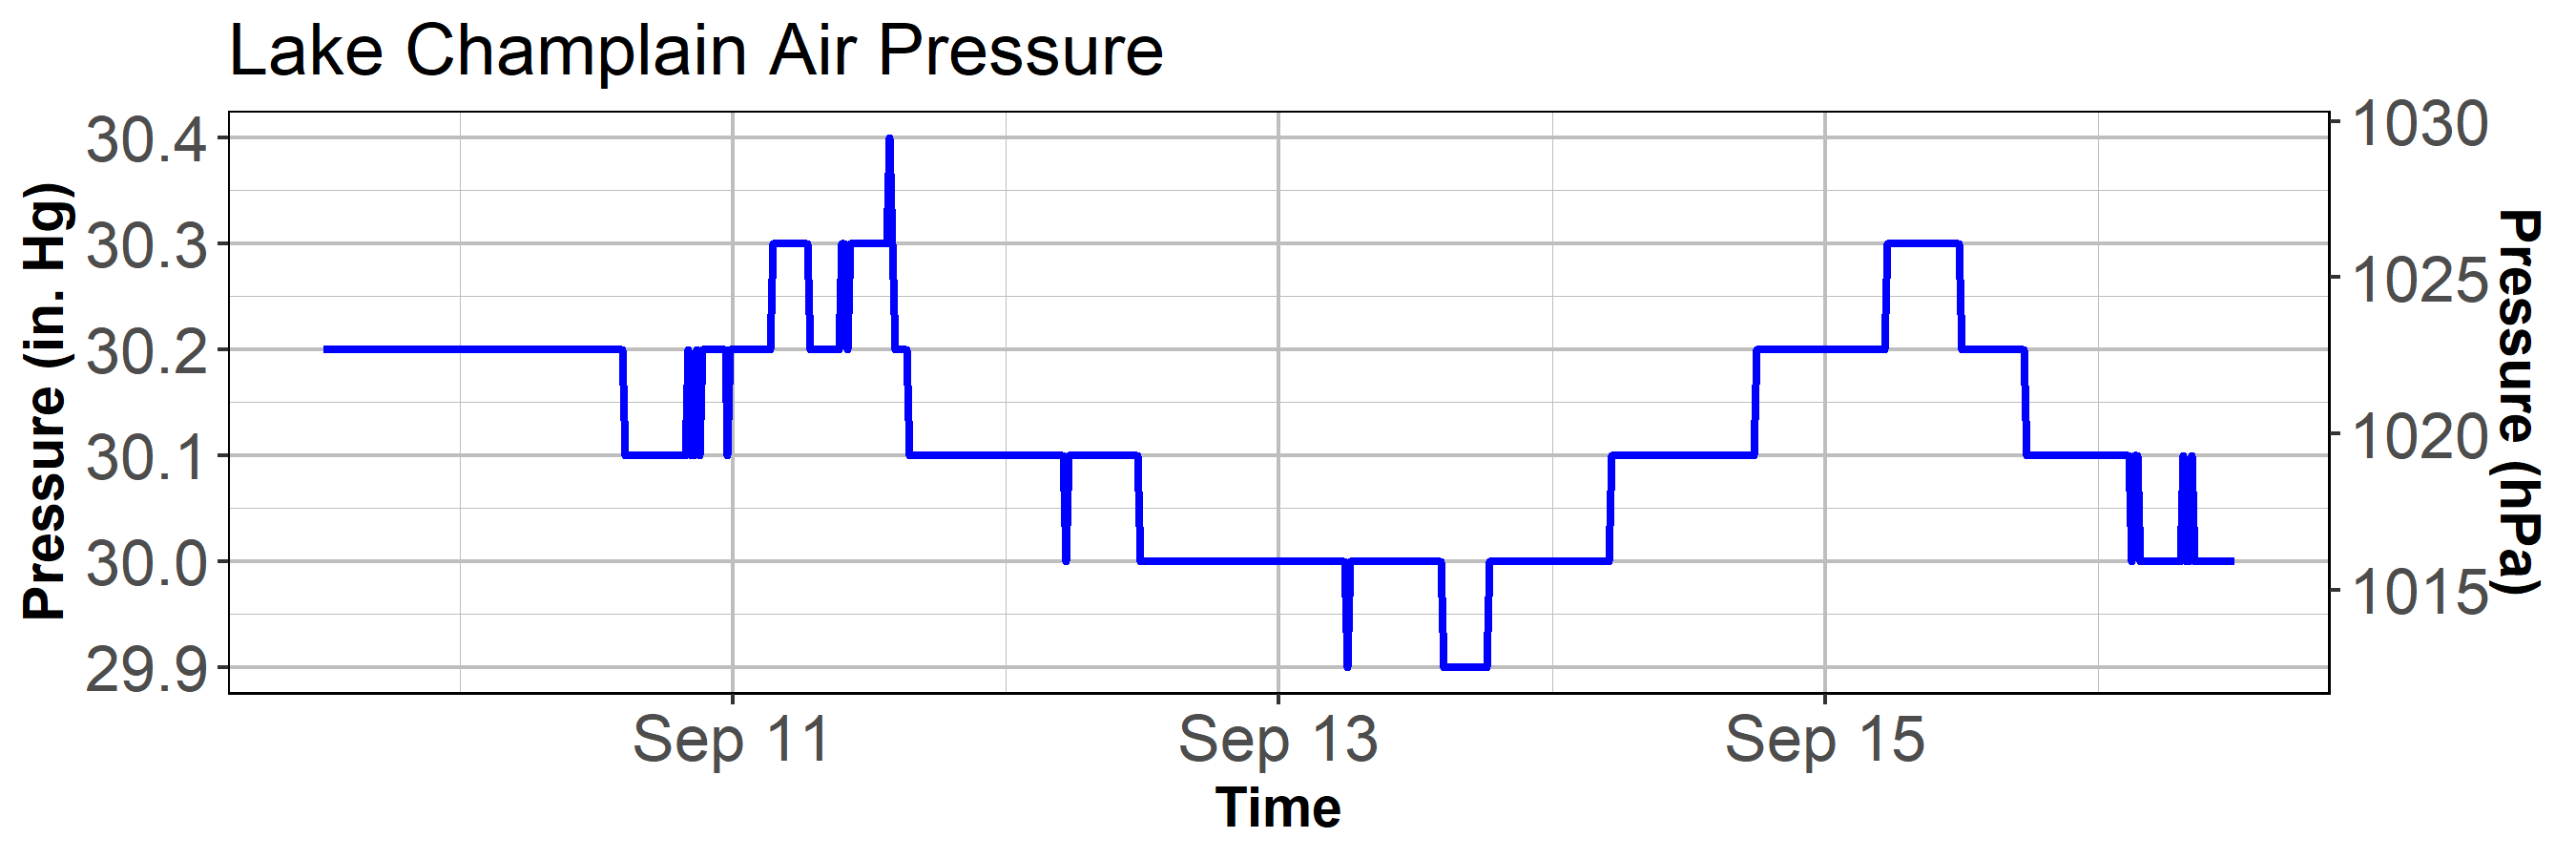 Lake Champlain Air Pressure
Pressure (in. Hg)
30.4
30.3
30.2
30.1
30.0
29.9
1030
1025
1020
1015
Pressure (hPa)
Sep 11
Sep 13
Sep 15
Time